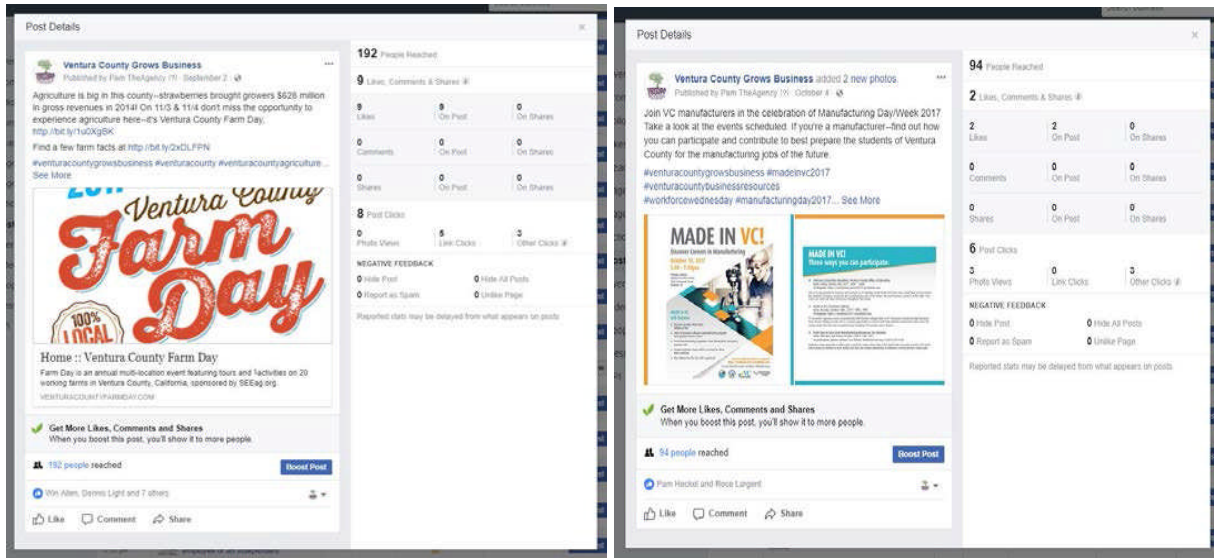 Post Details
Ventura County Grows Business
Published by Pam TheAgency [?] · September 2 ·
Agriculture is big in this county--strawberries brought growers $628 million
in gross revenues in 2014! On 11/3 & 11/4 don't miss the opportunity to
experience agriculture here--it's Ventura County Farm Day,
http://bit.ly/1u0XgBK
Find a few farm facts at http://bit.ly/2xDLFPN
#venturacountygrowsbusiness #venturacounty #venturacountyagriculture...
See More
Ventura County
Farm
Day
100%
LOCAL
Home :: Ventura County Farm Day
Farm Day is an annual multi-location event featuring tours and 1activities on 20
working farms in Ventura County, California, sponsored by SEEag.org.
VENTURACOUNTYFARMDAY.COM
Get More Likes, Comments and Shares
When you boost this post, you'll show it to more people.
192 people reached
Boost Post
Win Allen, Dennis Light and 7 others
Like Comment Share
192 People Reached
9 Likes, Comments & Shares
9 9 0
Likes On Post On Shares
0 0 0
Comments On Post On Shares
0 0 0
Shares On Post On Shares
8 Post Clicks
0 5 3
Photo Views Link Clicks Other Clicks
NEGATIVE FEEDBACK
0 Hide Post 0 Hide All Posts
0 Report as Spam 0 Unlike Page
Reported stats may be delayed from what appears on posts
Post Details
Ventura County Grows Business added 2 new photos.
Published by Pam TheAgency [?] · October 4 ·
Join VC manufacturers in the celebration of Manufacturing Day/Week 2017
Take a look at the events scheduled. If you're a manufacturer--find out how
you can participate and contribute to best prepare the students of Ventura
County for the manufacturing jobs of the future.
#venturacountygrowsbusiness #madeinvc2017
#venturacountybusinessresources
#workforcewednesday #manufacturingday2017... See More
MADE IN VC!
Discover Careers in Manufacturing
MADE IN VC!
Three ways you can participate:
Get More Likes, Comments and Shares
When you boost this post, you'll show it to more people.
94 people reached
Boost Post
Pam Heckel and Roce Largent
Like Comment Share
94 People Reached
2 Likes, Comments & Shares
2 2 0
Likes On Post On Shares
0 0 0
Comments On Post On Shares
0 0 0
Shares On Post On Shares
6 Post Clicks
3 0 3
Photo Views Link Clicks Other Clicks
NEGATIVE FEEDBACK
0 Hide Post 0 Hide All Posts
0 Report as Spam 0 Unlike Page
Reported stats may be delayed from what appears on posts